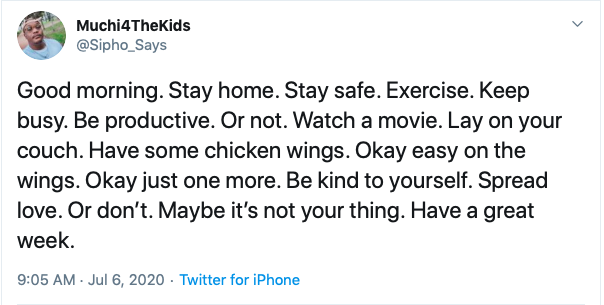 Muchi4TheKids
@Sipho_Says
Good morning. Stay home. Stay safe. Exercise. Keep
busy. Be productive. Or not. Watch a movie. Lay on your
couch. Have some chicken wings. Okay easy on the
wings. Okay just one more. Be kind to yourself. Spread
love. Or don’t. Maybe it’s not your thing. Have a great
week.
9:05 AM · Jul 6, 2020 · Twitter for iPhone